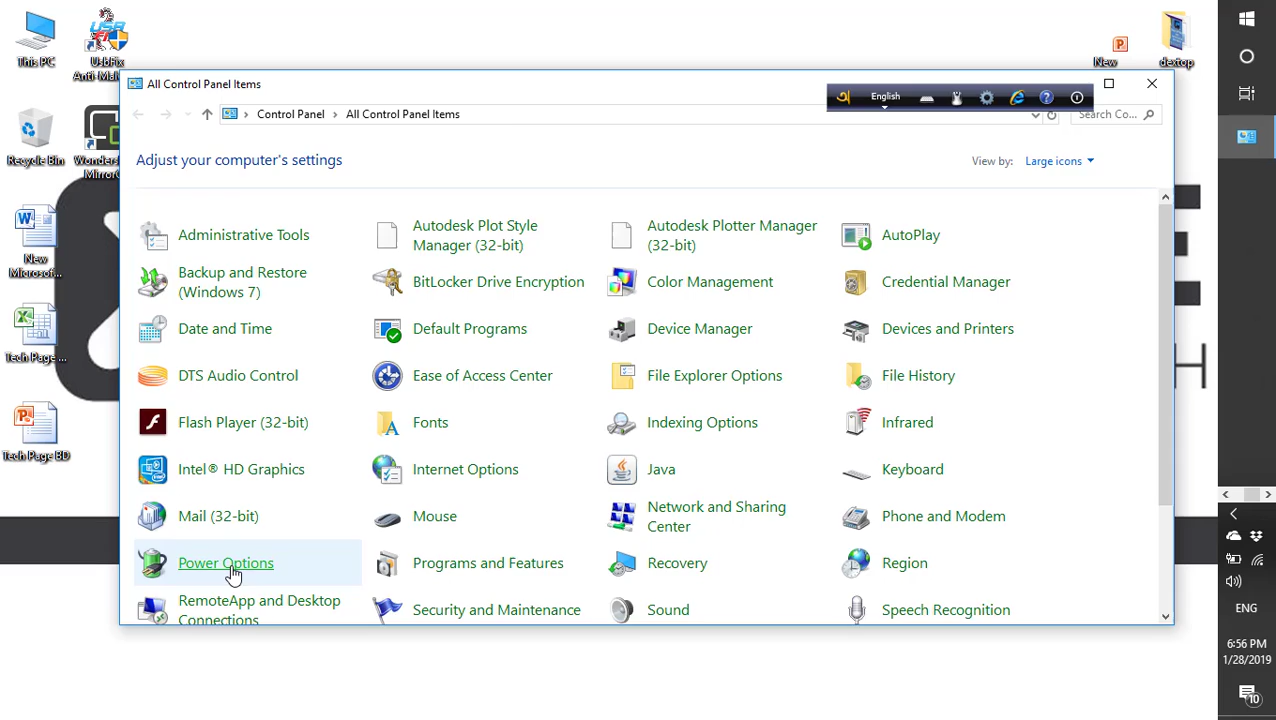 This PC
UsbFix
Anti-Mal...
Recycle Bin
Wonders...
Mirror...
New
Microsof...
Tech Page ...
Tech Page BD
New
dextop
All Control Panel Items
English
Control Panel
All Control Panel Items
Search Co...
Adjust your computer's settings
View by:
Large icons
Administrative Tools
Autodesk Plot Style
Manager (32-bit)
Autodesk Plotter Manager
(32-bit)
AutoPlay
Backup and Restore
(Windows 7)
BitLocker Drive Encryption
Color Management
Credential Manager
Date and Time
Default Programs
Device Manager
Devices and Printers
DTS Audio Control
Ease of Access Center
File Explorer Options
File History
Flash Player (32-bit)
Fonts
Indexing Options
Infrared
Intel® HD Graphics
Internet Options
Java
Keyboard
Mail (32-bit)
Mouse
Network and Sharing
Center
Phone and Modem
Power Options
Programs and Features
Recovery
Region
RemoteApp and Desktop
Connections
Security and Maintenance
Sound
Speech Recognition
ENG
6:56 PM
1/28/2019
10